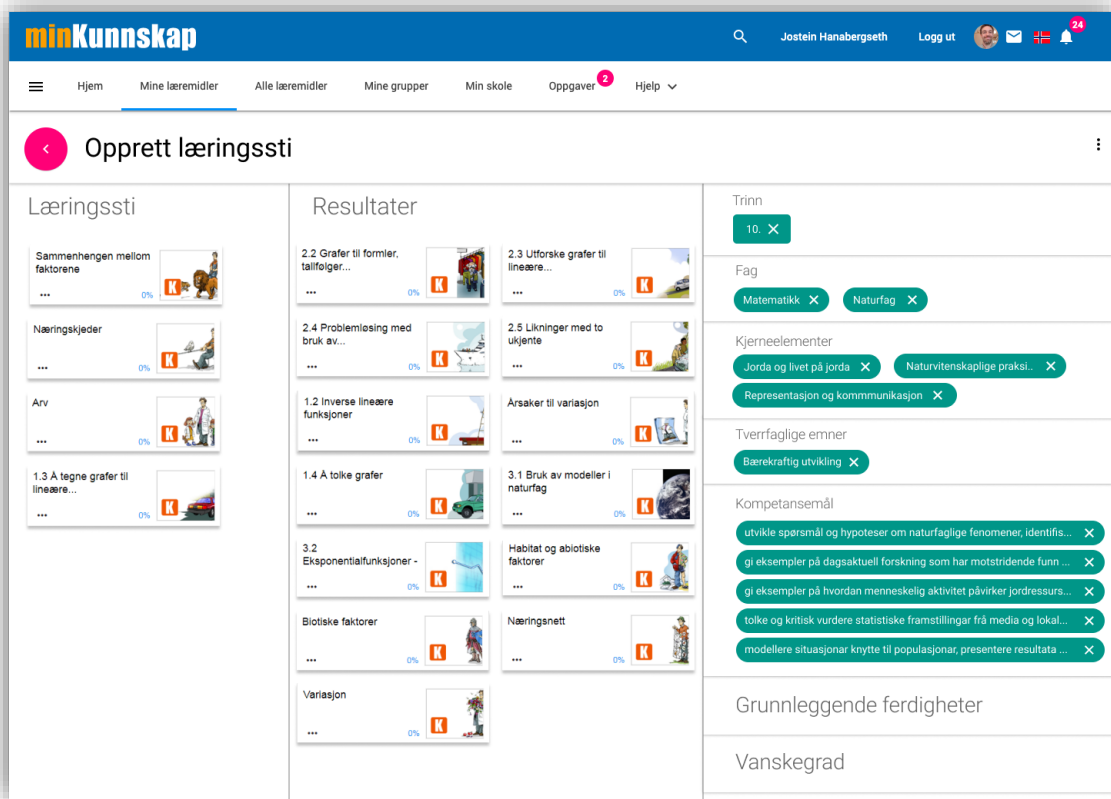 minKunnskap
Jostein Hanabergseth
Logg ut
24
Hjem
Mine læremidler
Alle læremidler
Mine grupper
Min skole
Oppgaver
2
Hjelp
Opprett læringssti
Læringssti
Sammenhengen mellom
faktorene
...
0%
K
Næringskjeder
...
0%
K
Arv
...
0%
K
1.3 Å tegne grafer til
lineære...
...
0%
K
Resultater
2.2 Grafer til formler,
tallfølger...
...
0%
K
2.3 Utforske grafer til
lineære...
...
0%
K
2.4 Problemløsing med
bruk av...
...
0%
K
2.5 Likninger med to
ukjente
...
0%
K
1.2 Inverse lineære
funksjoner
...
0%
K
Årsaker til variasjon
...
0%
K
1.4 Å tolke grafer
...
0%
K
3.1 Bruk av modeller i
naturfag
...
0%
K
3.2
Eksponentialfunksjoner -
...
0%
K
Habitat og abiotiske
faktorer
...
0%
K
Biotiske faktorer
...
0%
K
Næringsnett
...
0%
K
Variasjon
...
0%
K
Trinn
10.
Fag
Matematikk
Naturfag
Kjerneelementer
Jorda og livet på jorda
Naturvitenskaplige praksi..
Representasjon og kommmunikasjon
Tverrfaglige emner
Bærekraftig utvikling
Kompetansemål
utvikle spørsmål og hypoteser om naturfaglige fenomener, identifis...
gi eksempler på dagsaktuell forskning som har motstridende funn ...
gi eksempler på hvordan menneskelig aktivitet påvirker jordressurs...
tolke og kritisk vurdere statistiske framstillingar frå media og lokal...
modellere situasjonar knytte til populasjonar, presentere resultata ...
Grunnleggende ferdigheter
Vanskegrad